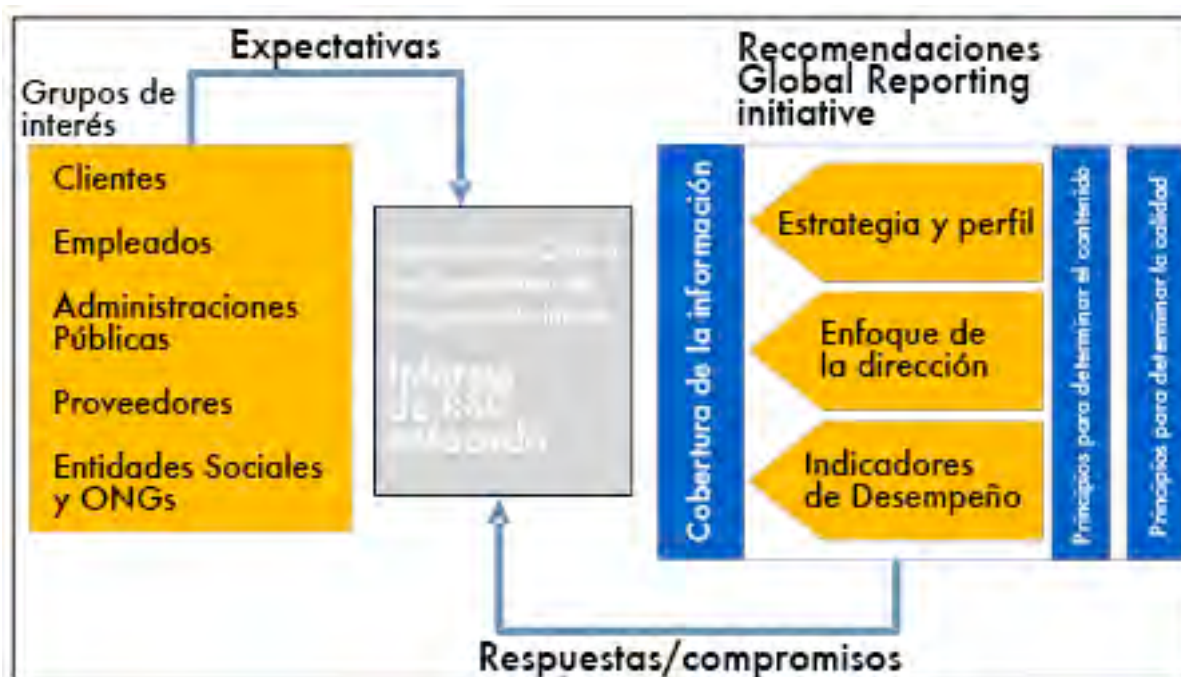 Expectativas
Grupos de
interés
Clientes
Empleados
Administraciones
Públicas
Proveedores
Entidades Sociales
y ONGs
Informe
de
Recomendaciones
Global Reporting
initiative
Cobertura de la información
Estrategia y perfil
Enfoque de
la dirección
Indicadores
de Desempeño
Principios para determinar el contenido
Principios para determinar la calidad
Respuestas/compromisos